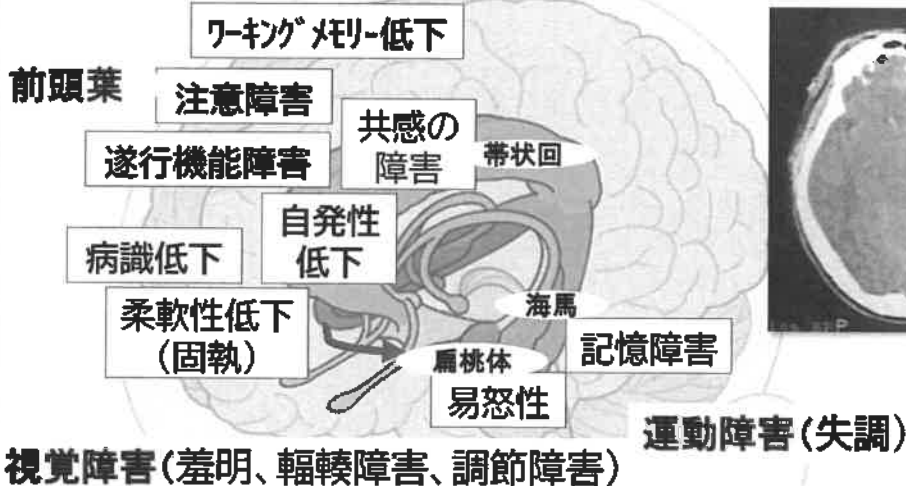 ワーキングメモリー低下
前頭葉
注意障害
共感の
障害
帯状回
遂行機能障害
自発性
低下
病識低下
柔軟性低下
(固執)
海馬
扁桃体
記憶障害
易怒性
運動障害(失調)
視覚障害(羞明、輻輳障害、調節障害)